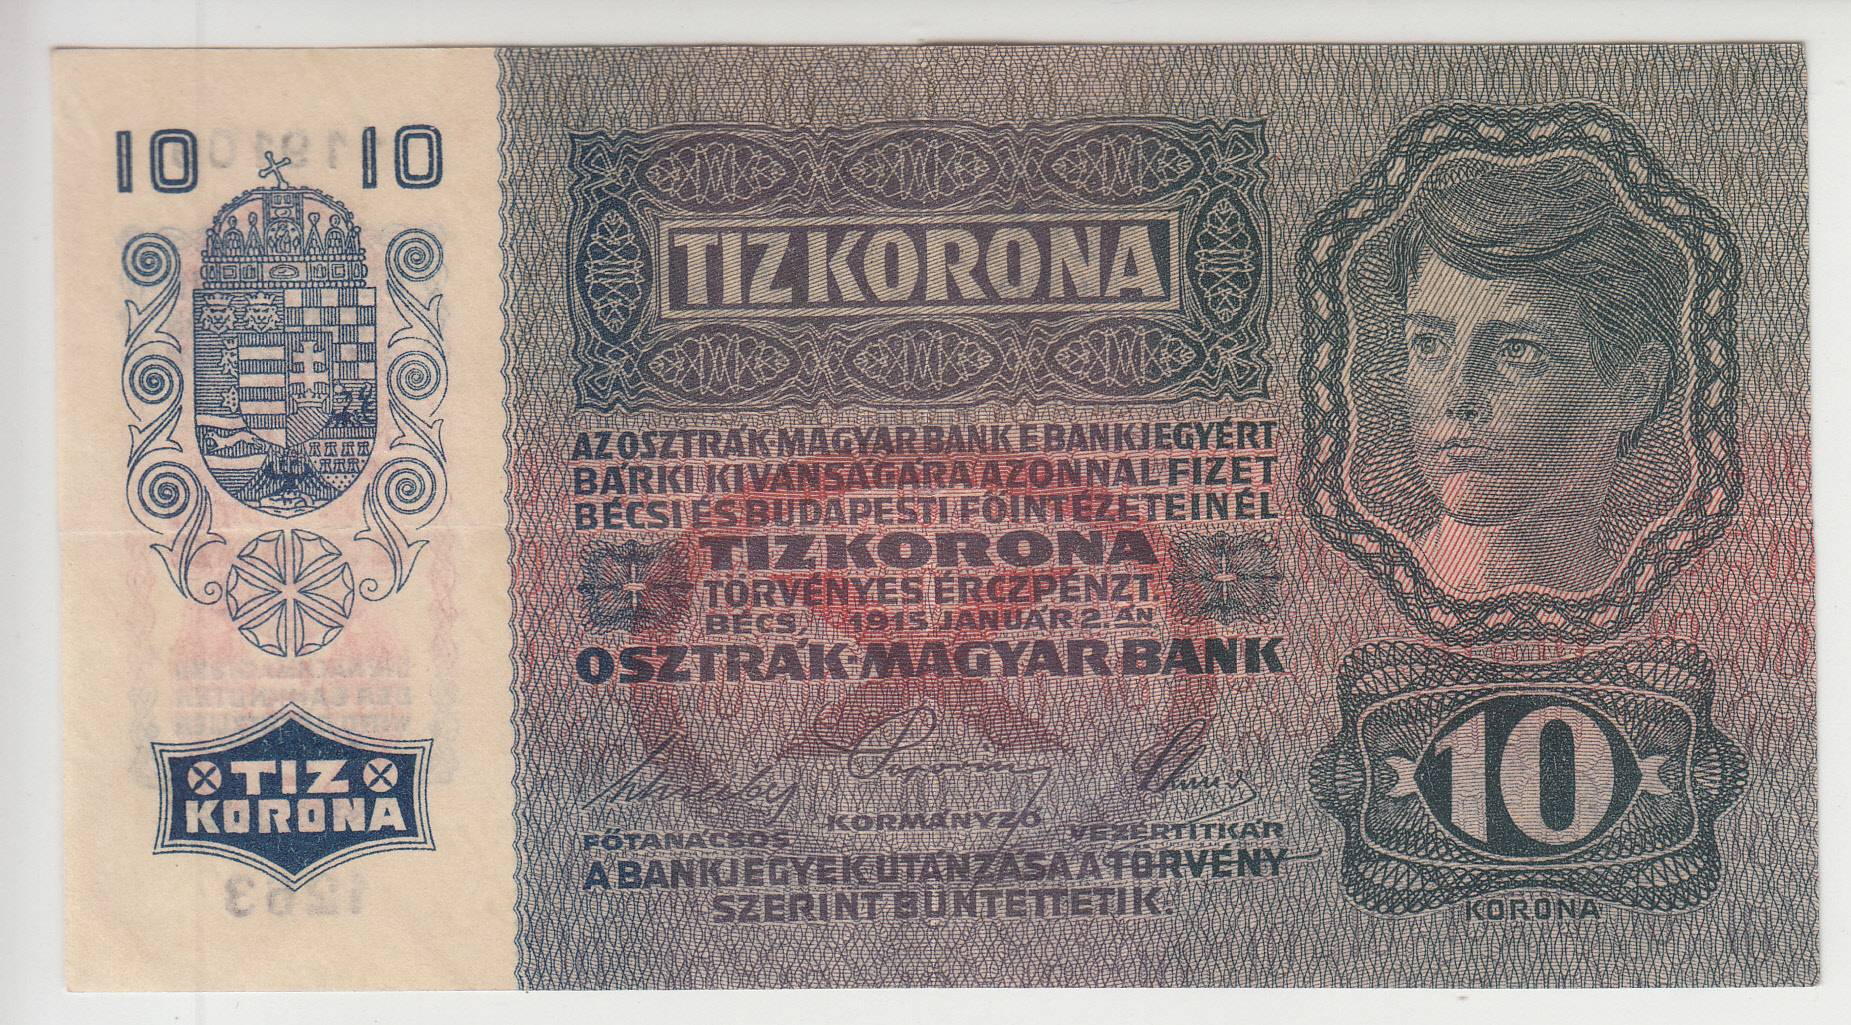 10 10
TIZ
KORONA
TIZ KORONA
AZ OSZTRÁK-MAGYAR BANK E BANKJEGYÉRT
BÁRKI KIVÁNSÁGÁRA AZONNAL FIZET
BÉCSI ÉS BUDAPESTI FŐINTÉZETEINÉL
TIZ KORONA
TÖRVÉNYES ÉRCZPÉNZT.
BÉCS, 1915 JANUÁR 2.-ÁN
OSZTRÁK-MAGYAR BANK
FŐTANÁCSOS KORMÁNYZÓ VEZÉRTITKÁR
A BANKJEGYEK UTÁNZÁSA A TÖRVÉNY
SZERINT BÜNTETTETIK.
10
KORONA